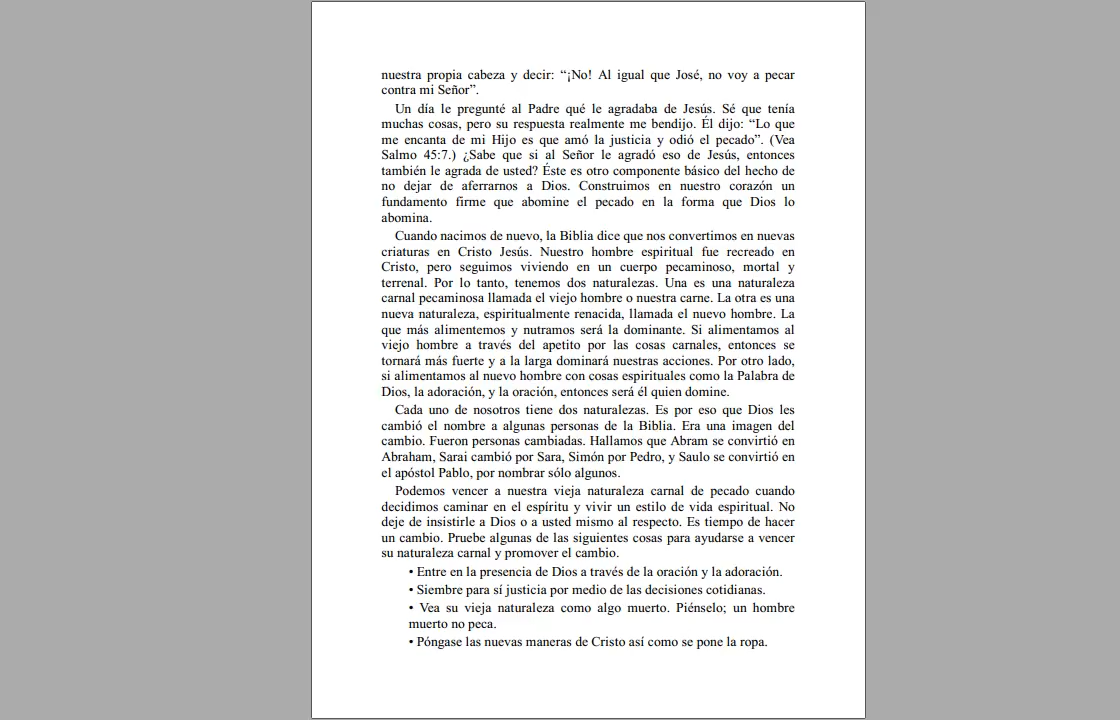 nuestra propia cabeza y decir: “¡No! Al igual que José, no voy a pecar
contra mi Señor”.
Un día le pregunté al Padre qué le agradaba de Jesús. Sé que tenía
muchas cosas, pero su respuesta realmente me bendijo. Él dijo: “Lo que
me encanta de mi Hijo es que amó la justicia y odió el pecado”. (Vea
Salmo 45:7.) ¿Sabe que si al Señor le agradó eso de Jesús, entonces
también le agrada de usted? Éste es otro componente básico del hecho de
no dejar de aferrarnos a Dios. Construimos en nuestro corazón un
fundamento firme que abomine el pecado en la forma que Dios lo
abomina.
Cuando nacimos de nuevo, la Biblia dice que nos convertimos en nuevas
criaturas en Cristo Jesús. Nuestro hombre espiritual fue recreado en
Cristo, pero seguimos viviendo en un cuerpo pecaminoso, mortal y
terrenal. Por lo tanto, tenemos dos naturalezas. Una es una naturaleza
carnal pecaminosa llamada el viejo hombre o nuestra carne. La otra es una
nueva naturaleza, espiritualmente renacida, llamada el nuevo hombre. La
que más alimentemos y nutramos será la dominante. Si alimentamos al
viejo hombre a través del apetito por las cosas carnales, entonces se
tornará más fuerte y a la larga dominará nuestras acciones. Por otro lado,
si alimentamos al nuevo hombre con cosas espirituales como la Palabra de
Dios, la adoración, y la oración, entonces será él quien domine.
Cada uno de nosotros tiene dos naturalezas. Es por eso que Dios les
cambió el nombre a algunas personas de la Biblia. Era una imagen del
cambio. Fueron personas cambiadas. Hallamos que Abram se convirtió en
Abraham, Sarai cambió por Sara, Simón por Pedro, y Saulo se convirtió en
el apóstol Pablo, por nombrar sólo algunos.
Podemos vencer a nuestra vieja naturaleza carnal de pecado cuando
decidimos caminar en el espíritu y vivir un estilo de vida espiritual. No
deje de insistirle a Dios o a usted mismo al respecto. Es tiempo de hacer
un cambio. Pruebe algunas de las siguientes cosas para ayudarse a vencer
su naturaleza carnal y promover el cambio.
• Entre en la presencia de Dios a través de la oración y la adoración.
• Siembre para sí justicia por medio de las decisiones cotidianas.
• Vea su vieja naturaleza como algo muerto. Piénselo; un hombre
muerto no peca.
• Póngase las nuevas maneras de Cristo así como se pone la ropa.